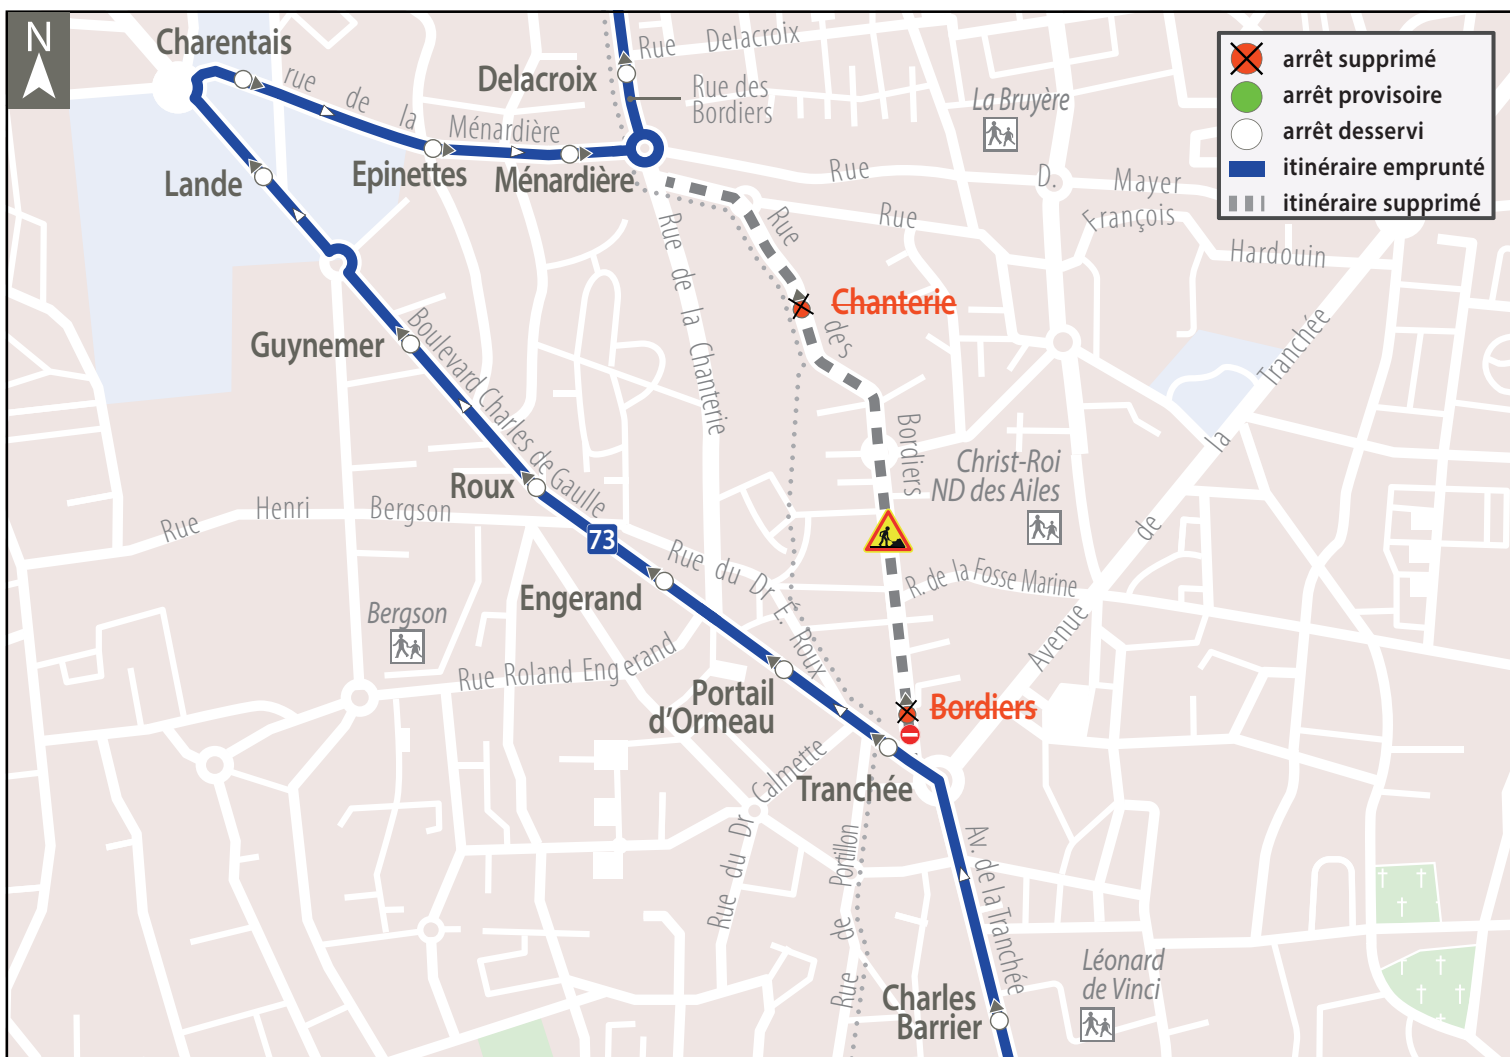 N
Charentais
rue de la
Ménardière
Delacroix
Rue Delacroix
Rue des
Bordiers
La Bruyère
arrêt supprimé
arrêt provisoire
arrêt desservi
itinéraire emprunté
itinéraire supprimé
Lande
Epinettes
Ménardière
Rue D. Mayer
Rue François
Hardouin
Rue de la Chanterie
Rue des Bordiers
Chanterie
Guynemer
Boulevard Charles de Gaulle
Avenue de la Tranchée
Roux
Christ-Roi
ND des Ailes
Rue Henri Bergson
73
Rue du Dr É. Roux
Engerand
R. de la Fosse Marine
Bergson
Rue Roland Engerand
Portail
d'Ormeau
Bordiers
Tranchée
Rue du Dr Calmette
Rue de Portillon
Av. de la Tranchée
Charles
Barrier
Léonard
de Vinci